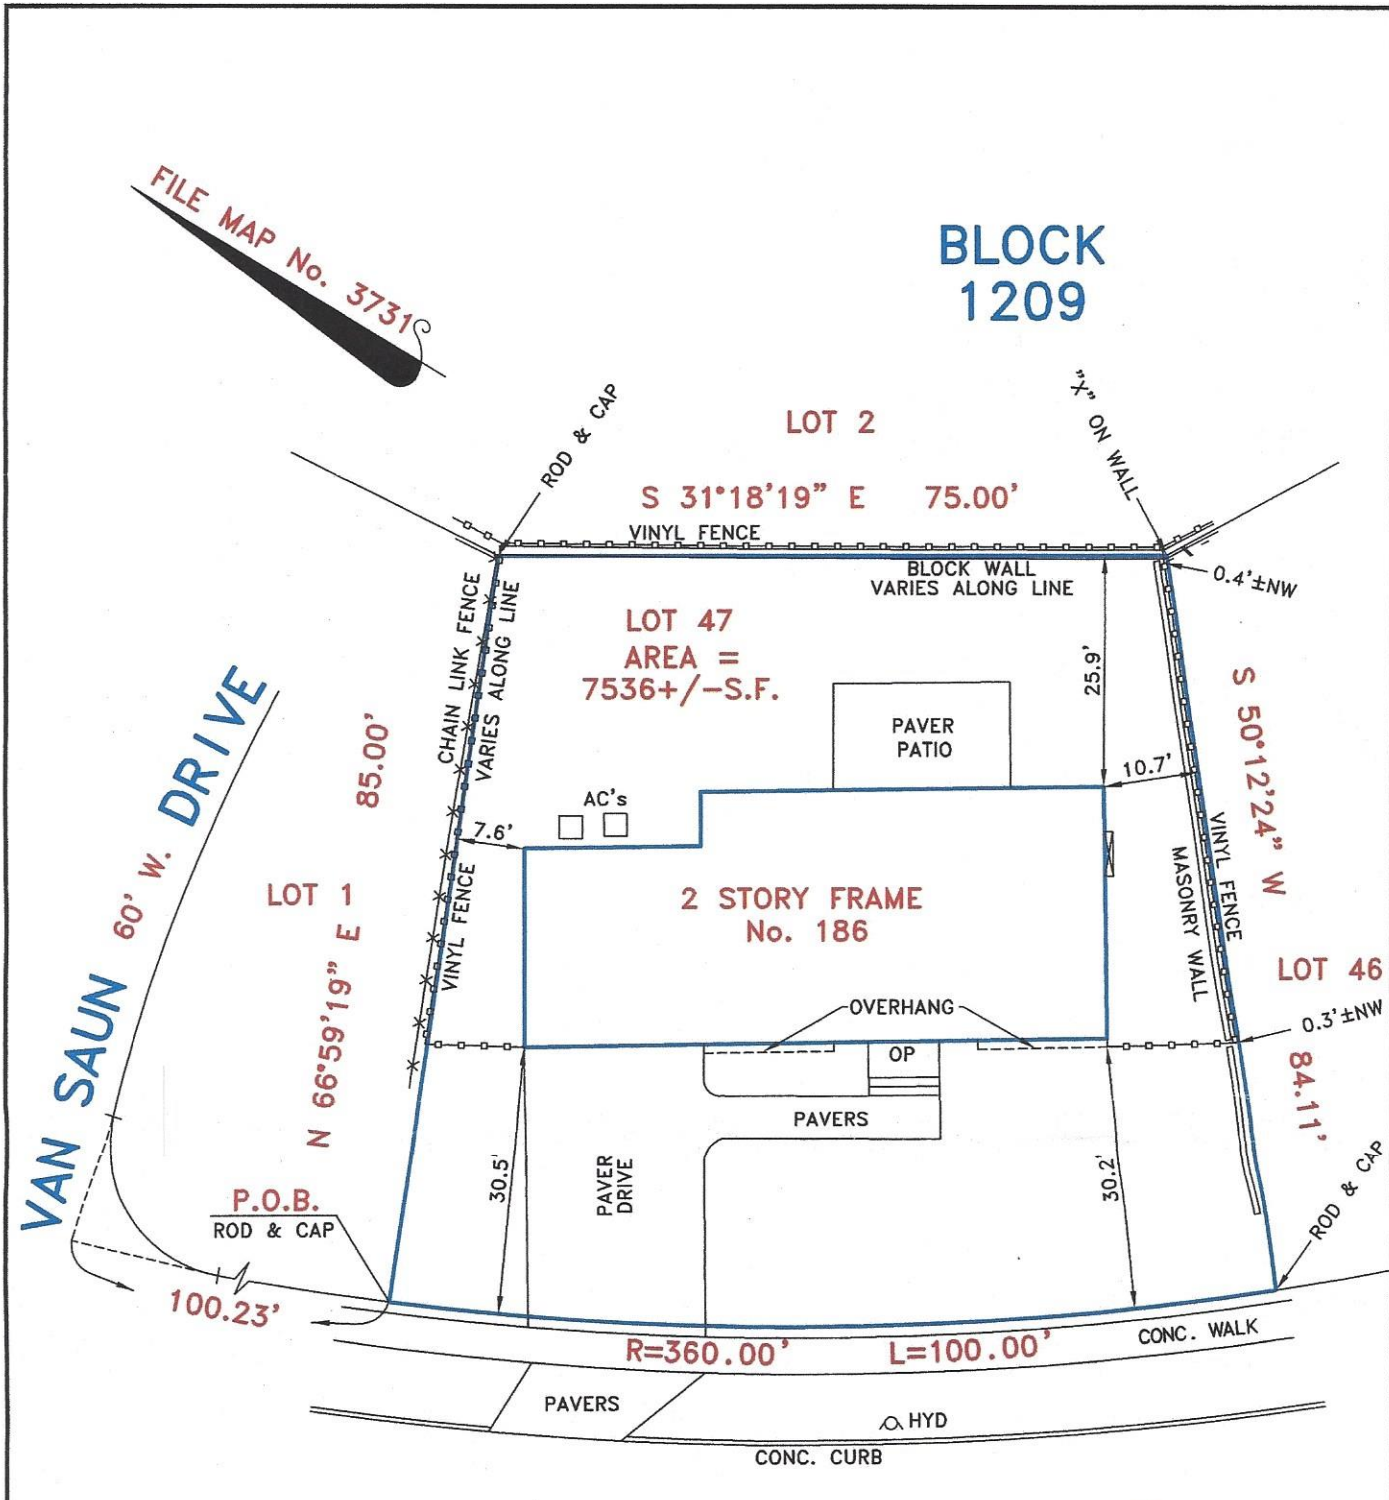 FILE MAP No. 3731
BLOCK
1209
ROD & CAP
LOT 2
"X" ON WALL
S 31°18'19" E 75.00'
VINYL FENCE
BLOCK WALL
VARIES ALONG LINE
0.4'±NW
CHAIN LINK FENCE
VARIES ALONG LINE
LOT 47
AREA =
7536+/-S.F.
25.9'
S 50°12'24" W
84.11'
VAN SAUN 60' W. DRIVE
N 66°59'19" E 85.00'
PAVER
PATIO
10.7'
AC's
7.6'
VINYL FENCE
MASONRY WALL
VINYL FENCE
LOT 1
2 STORY FRAME
No. 186
LOT 46
OVERHANG
0.3'±NW
OP
PAVERS
30.5'
PAVER
DRIVE
30.2'
ROD & CAP
P.O.B.
ROD & CAP
100.23'
R=360.00' L=100.00'
CONC. WALK
PAVERS
HYD
CONC. CURB